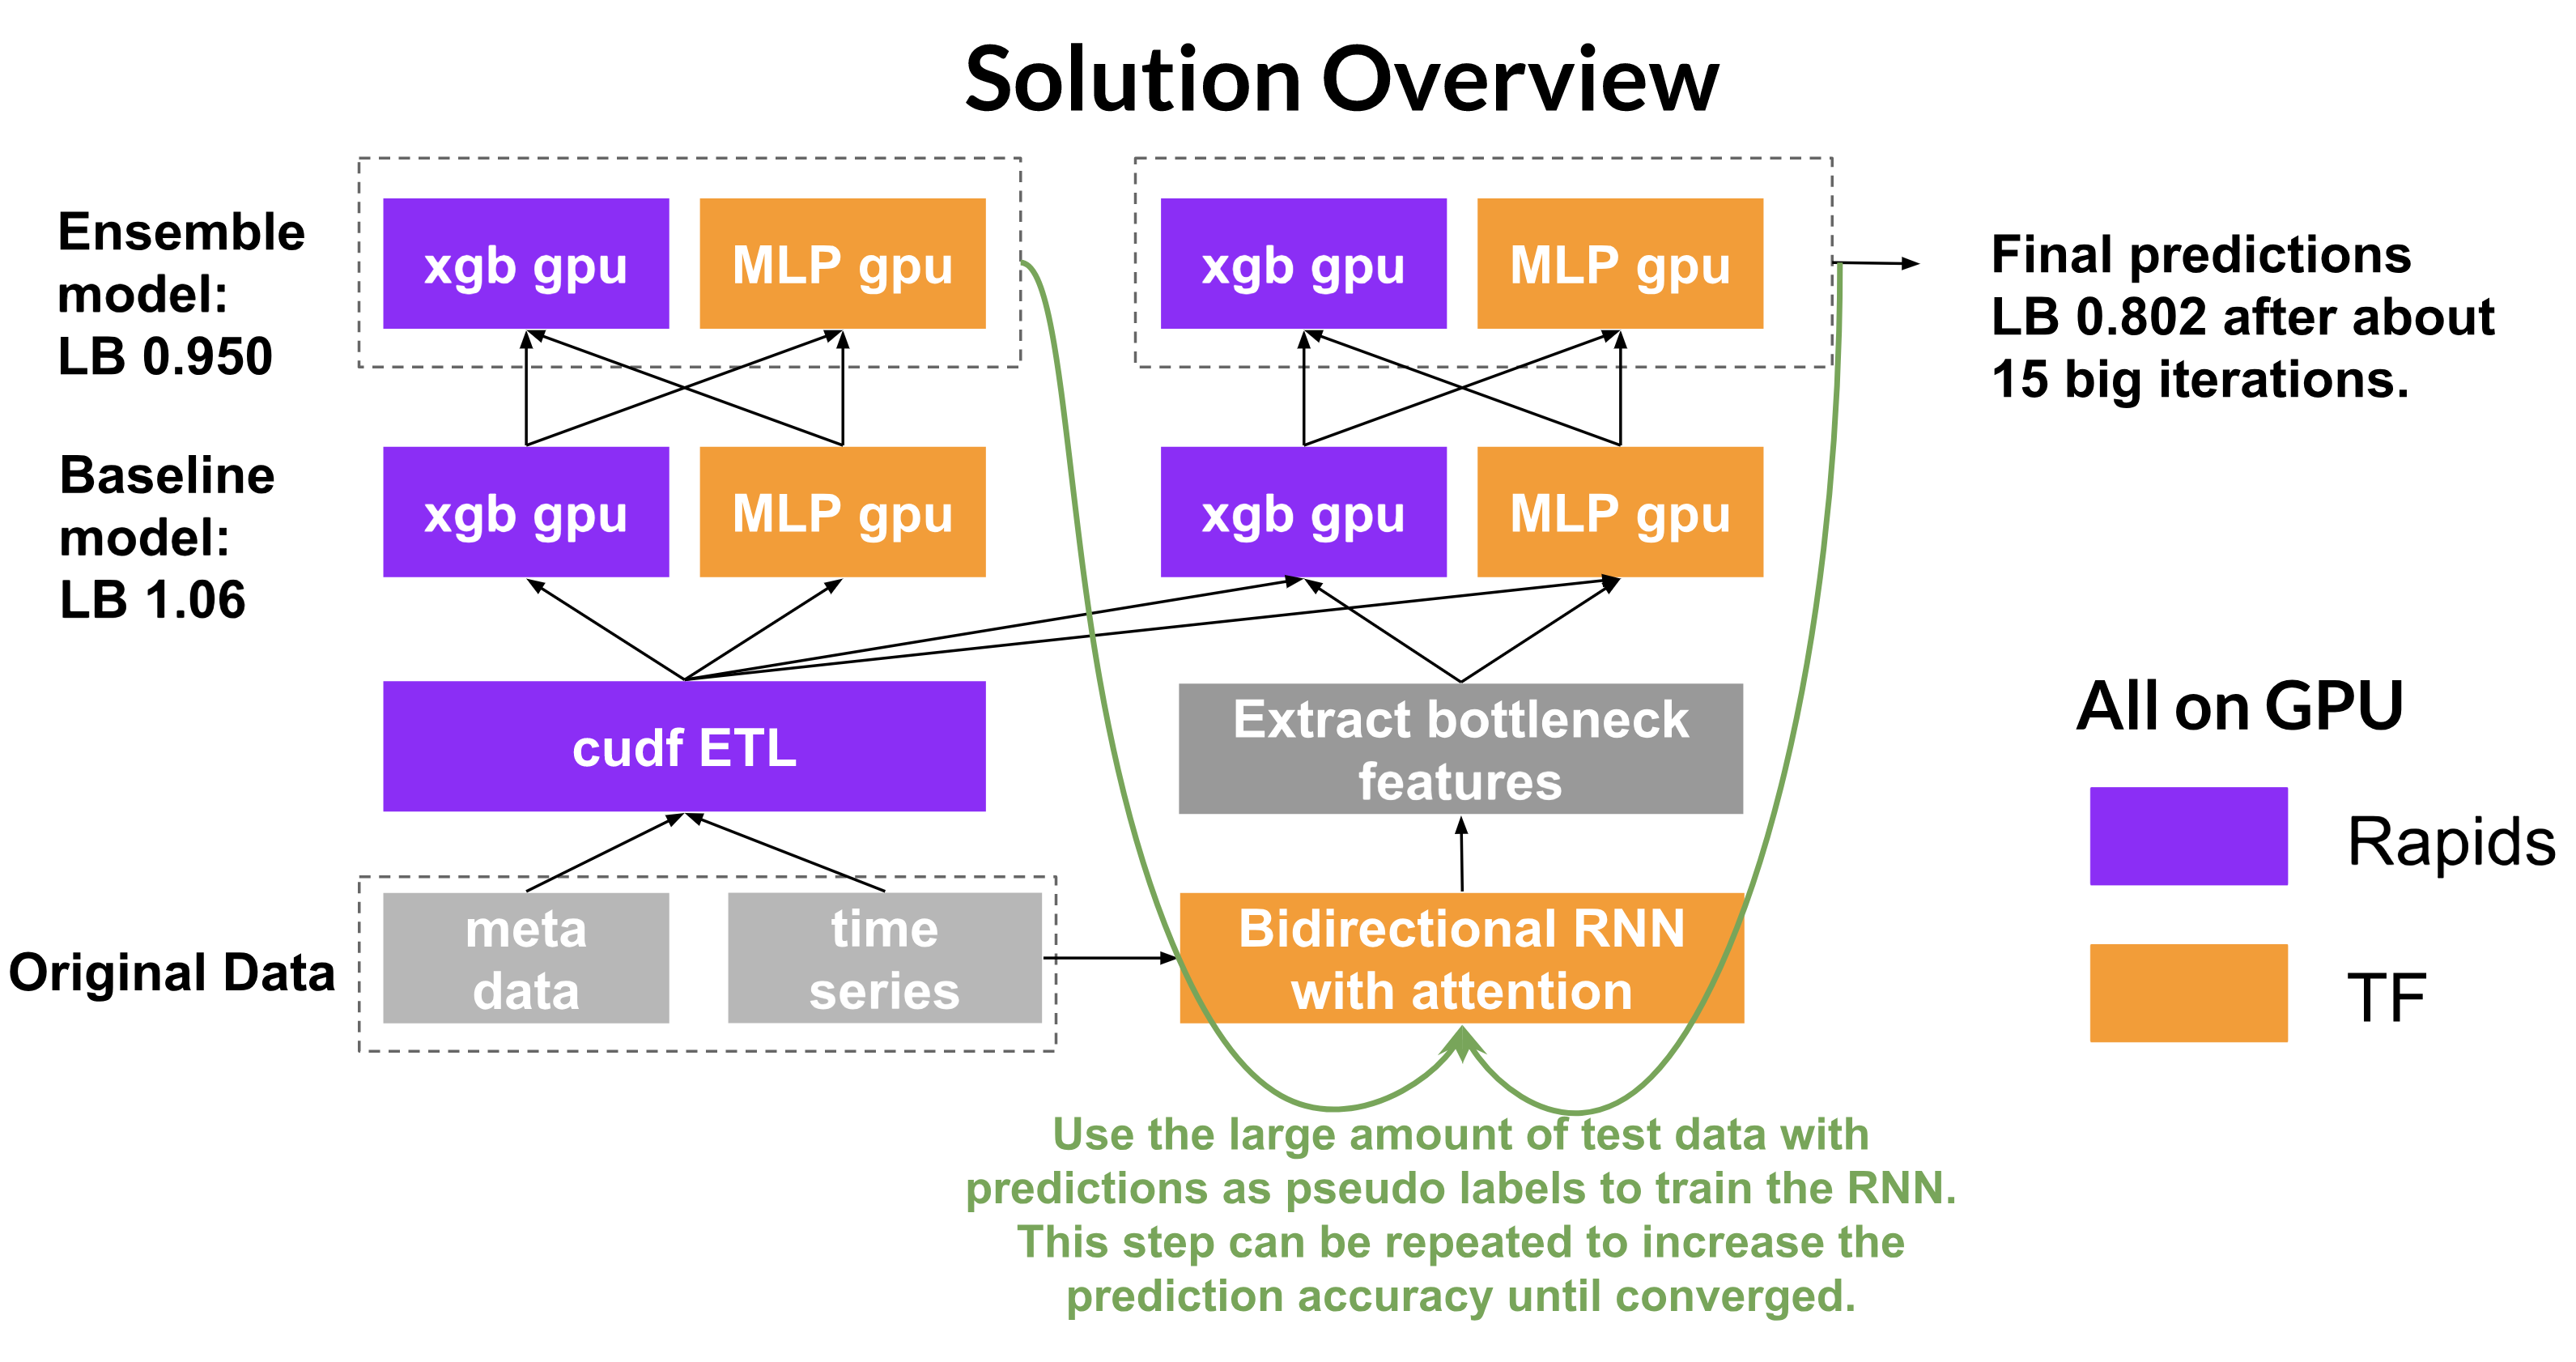 Solution Overview
Ensemble
model:
LB 0.950
xgb gpu
MLP gpu
xgb gpu
MLP gpu
Final predictions
LB 0.802 after about
15 big iterations.
Baseline
model:
LB 1.06
xgb gpu
MLP gpu
xgb gpu
MLP gpu
cudf ETL
Extract bottleneck
features
Original Data
meta
data
time
series
Bidirectional RNN
with attention
All on GPU
Rapids
TF
Use the large amount of test data with
predictions as pseudo labels to train the RNN.
This step can be repeated to increase the
prediction accuracy until converged.